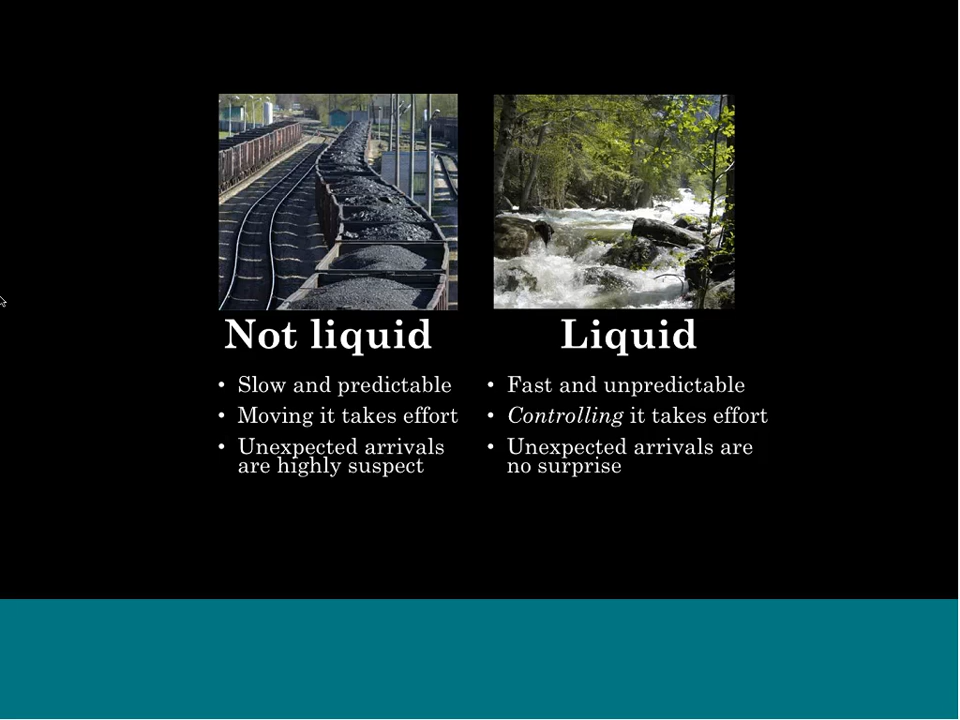 Not liquid
• Slow and predictable
• Moving it takes effort
• Unexpected arrivals
are highly suspect
Liquid
• Fast and unpredictable
• Controlling it takes effort
• Unexpected arrivals are
no surprise